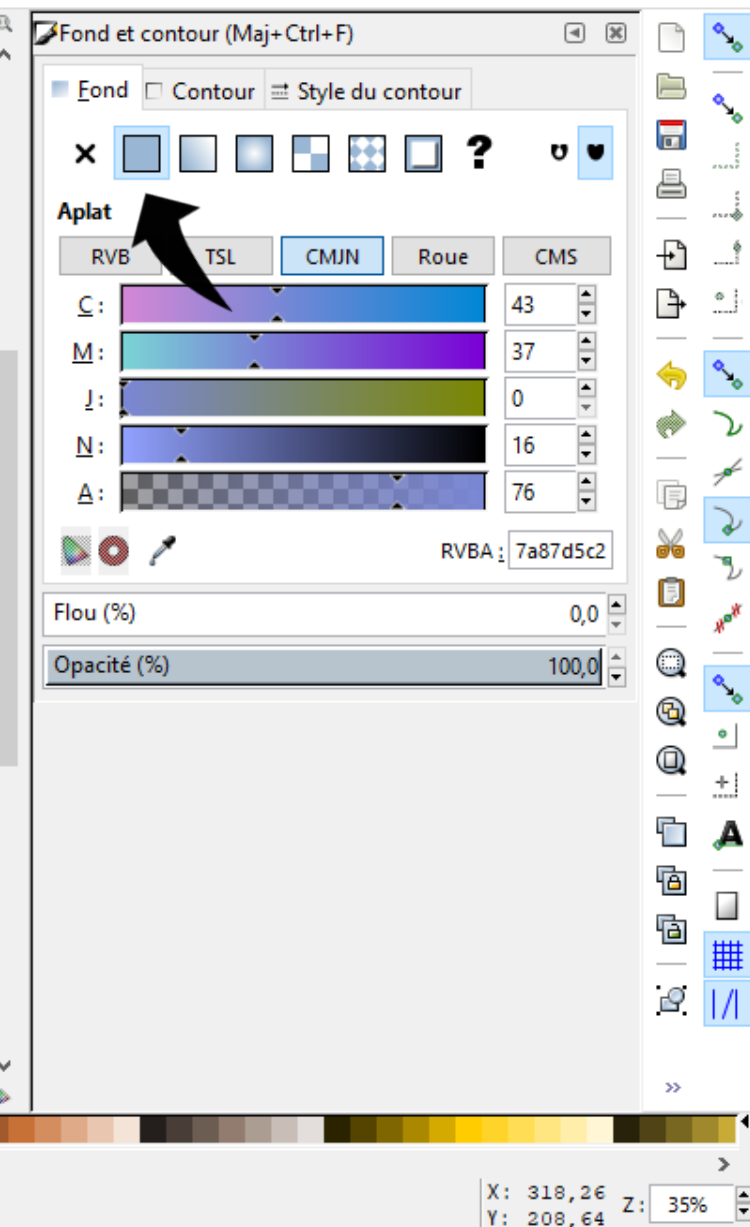 Fond et contour (Maj+Ctrl+F)
Fond Contour Style du contour
?
Aplat
RVB TSL CMJN Roue CMS
C : 43
M : 37
J : 0
N : 16
A : 76
RVBA : 7a87d5c2
Flou (%) 0,0
Opacité (%) 100,0
X: 318,26
Y: 208,64
Z: 35%